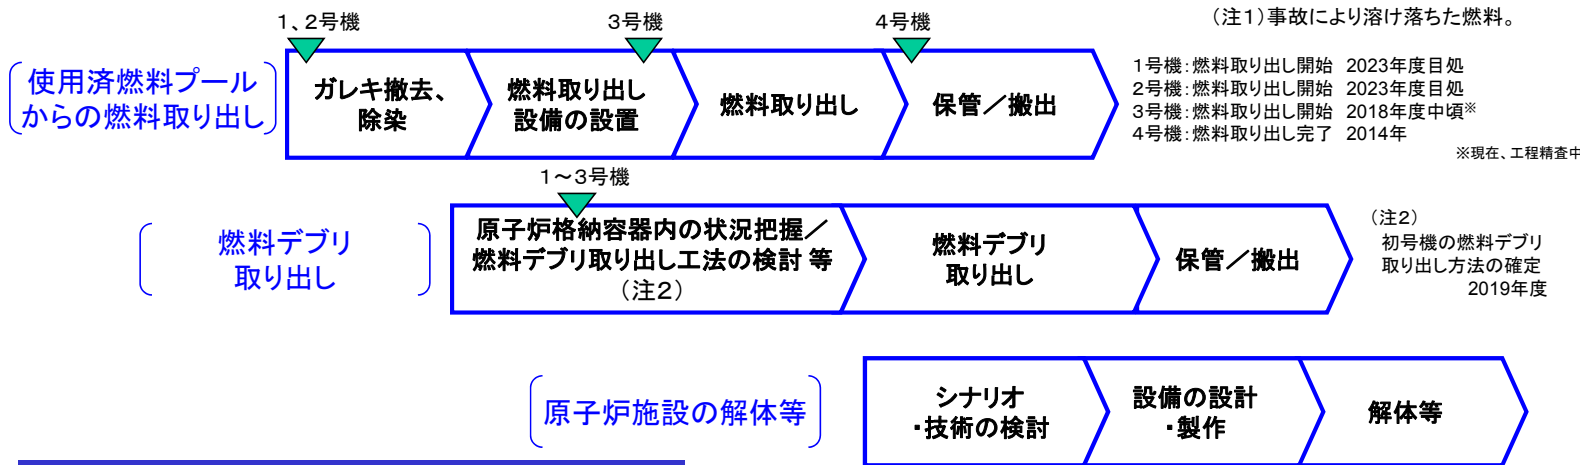 (注1)事故により溶け落ちた燃料。
1、2号機
3号機
4号機
使用済燃料プール
からの燃料取り出し
ガレキ撤去、
除染
燃料取り出し
設備の設置
燃料取り出し
保管/搬出
1号機:燃料取り出し開始 2023年度目処
2号機:燃料取り出し開始 2023年度目処
3号機:燃料取り出し開始 2018年度中頃※
4号機:燃料取り出し完了 2014年
※現在、工程精査中
1~3号機
燃料デブリ
取り出し
原子炉格納容器内の状況把握/
燃料デブリ取り出し工法の検討 等
(注2)
燃料デブリ
取り出し
保管/搬出
(注2)
初号機の燃料デブリ
取り出し方法の確定
2019年度
原子炉施設の解体等
シナリオ
・技術の検討
設備の設計
・製作
解体等